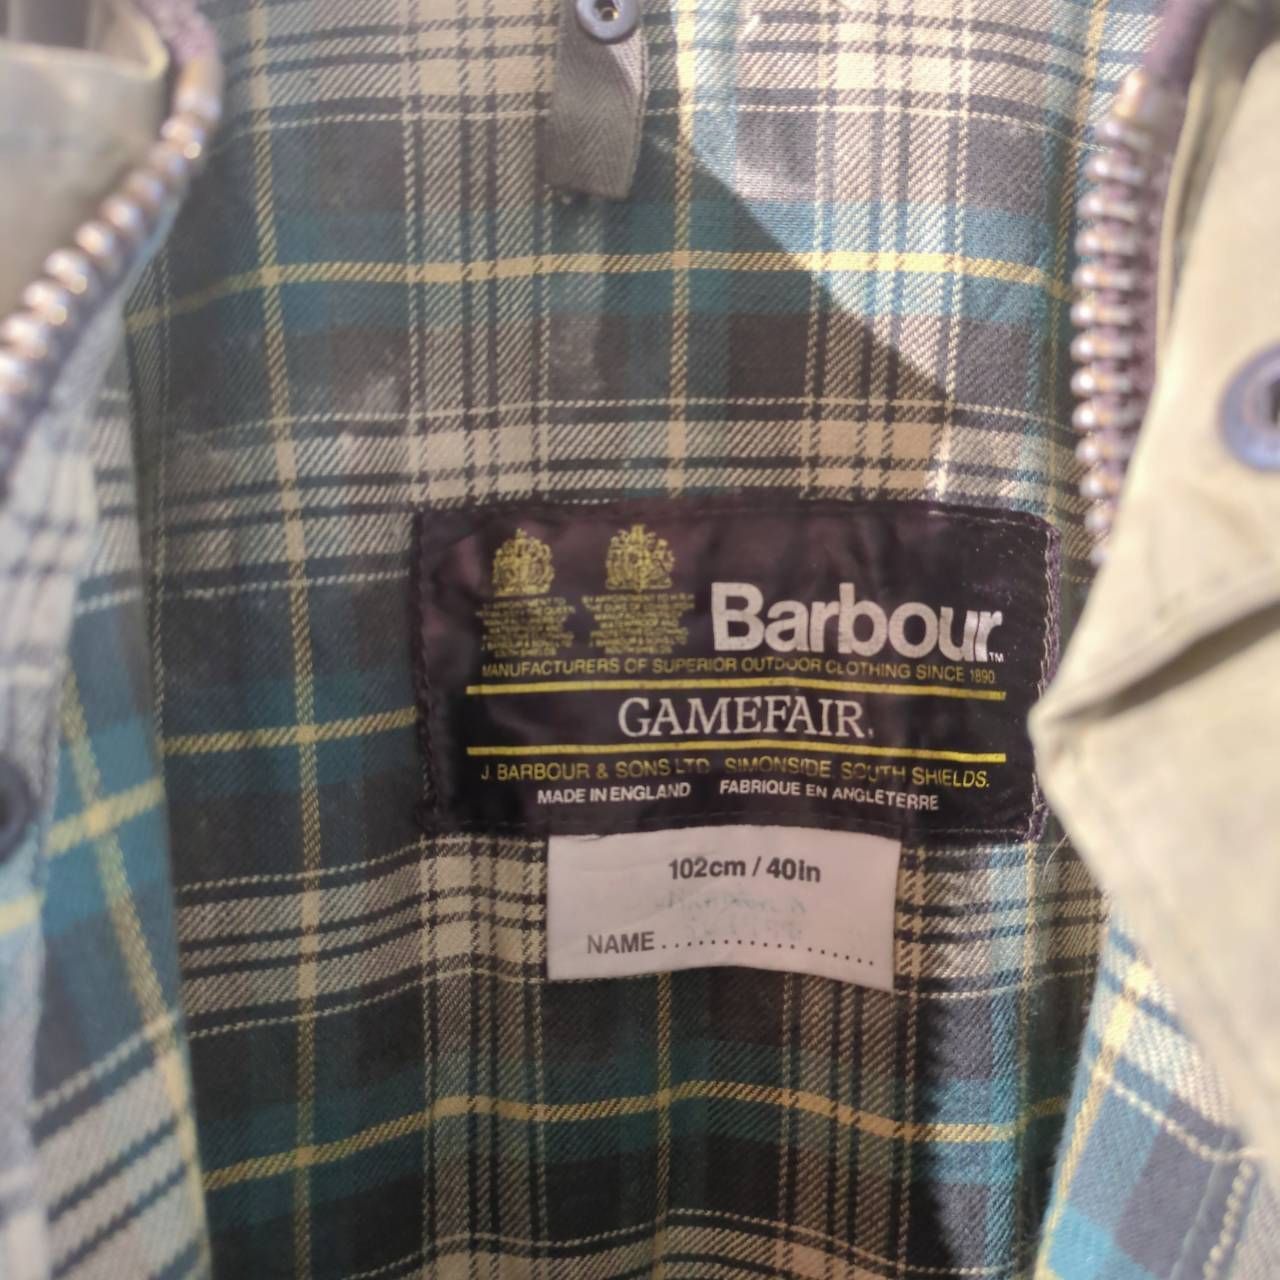 Barbour™
MANUFACTURERS OF SUPERIOR OUTDOOR CLOTHING SINCE 1890
GAMEFAIR.
J. BARBOUR & SONS LTD SIMONSIDE SOUTH SHIELDS.
MADE IN ENGLAND FABRIQUE EN ANGLETERRE
102cm / 40in
NAME....................